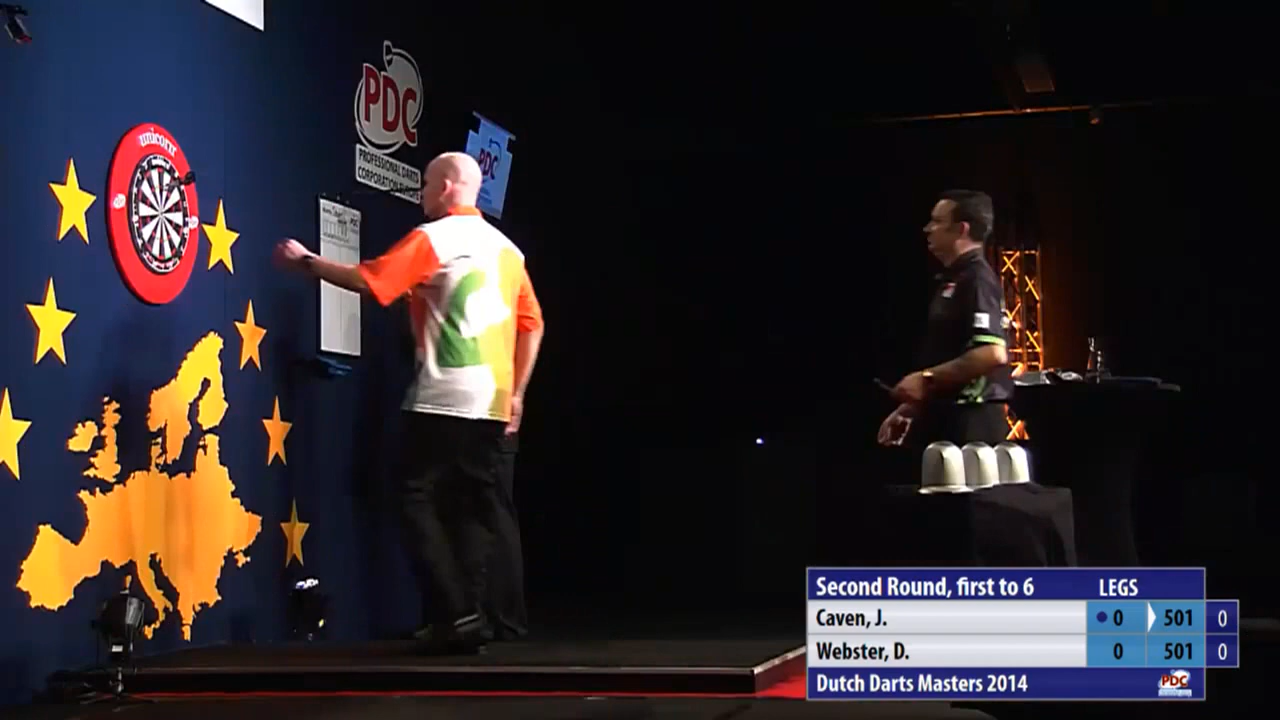 unicorn
PDC
PROFESSIONAL DARTS
CORPORATION EUROPE
PDC
Second Round, first to 6 LEGS
Caven, J. 0 501 0
Webster, D. 0 501 0
Dutch Darts Masters 2014 PDC